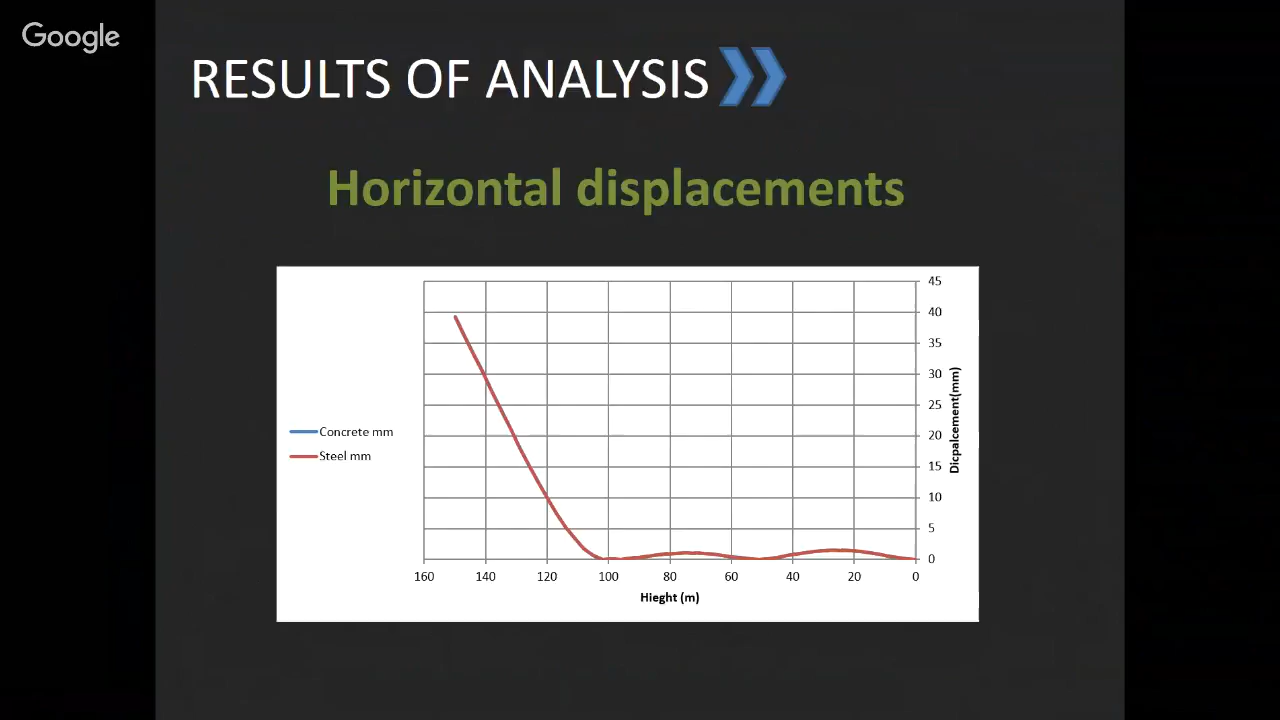 Google
RESULTS OF ANALYSIS
Horizontal displacements
45
40
35
30
25
20
15
10
5
0
Dicpalcement(mm)
Concrete mm
Steel mm
160 140 120 100 80 60 40 20 0
Hieght (m)